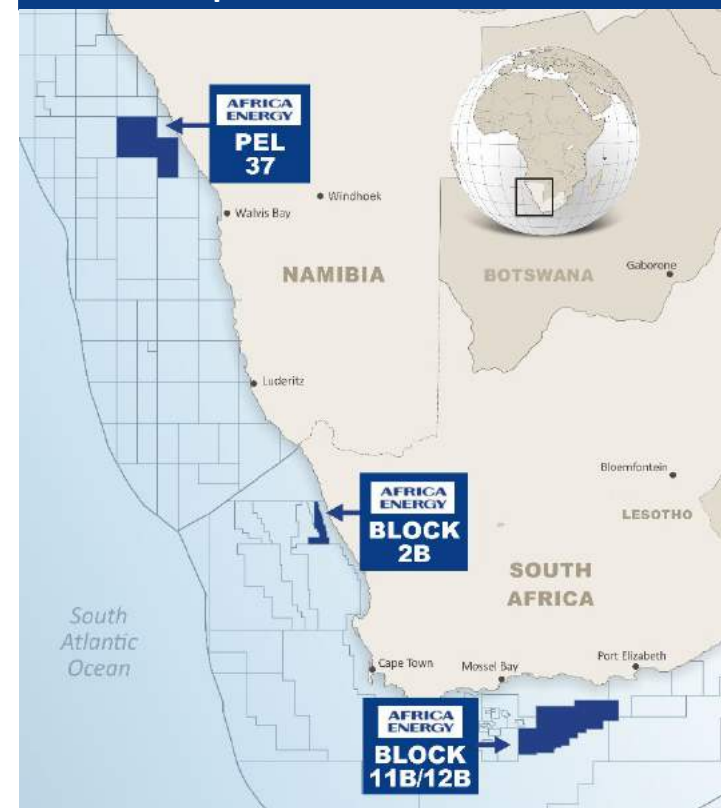 AFRICA
ENERGY
PEL
37
Windhoek
Walvis Bay
NAMIBIA
BOTSWANA
Gaborone
Luderitz
Bloemfontein
AFRICA
ENERGY
BLOCK
2B
LESOTHO
SOUTH
AFRICA
South
Atlantic
Ocean
Cape Town
Mossel Bay
Port Elizabeth
AFRICA
ENERGY
BLOCK
11B/12B